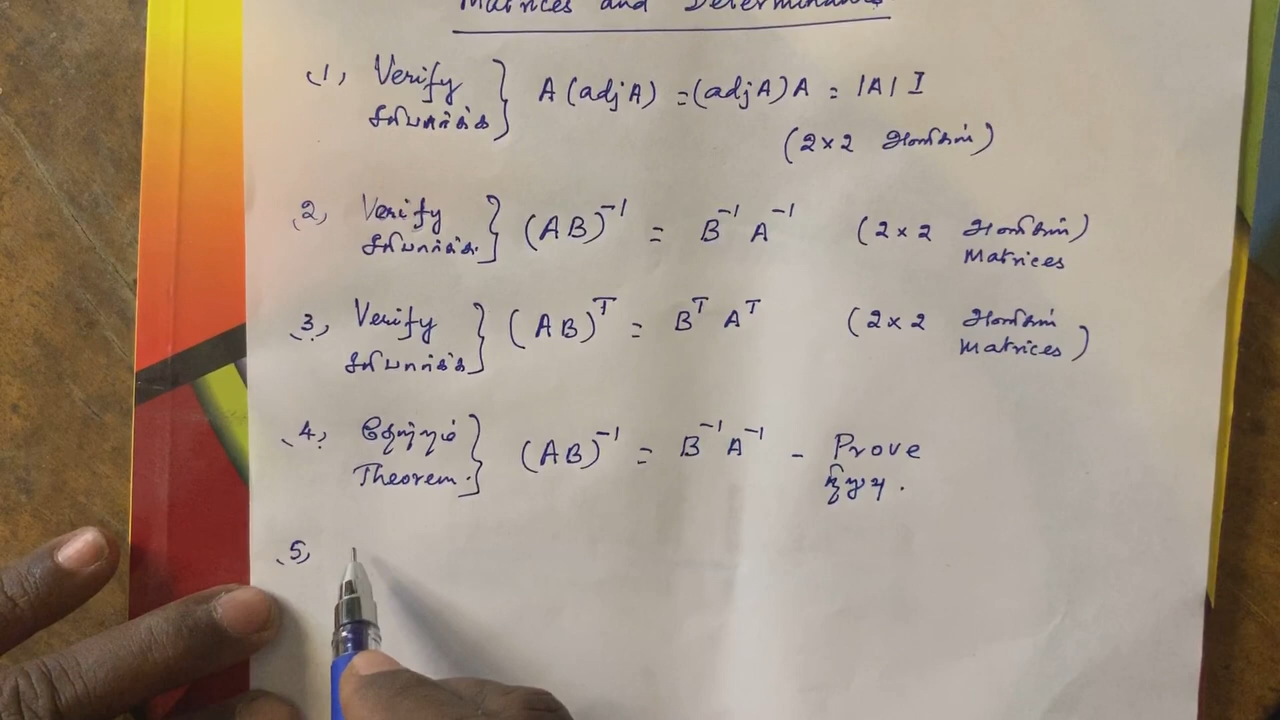 Matrices and Determinants
1, Verify } A (adj A) = (adj A) A = |A| I
சரிபார்க்க
(2×2 அணிகள்)
2, Verify } (AB)⁻¹ = B⁻¹ A⁻¹ (2×2 அணிகள்)
சரிபார்க்க. Matrices
3, Verify } (AB)ᵀ = Bᵀ Aᵀ (2×2 அணிகள்
சரிபார்க்க Matrices)
4, தேற்றம் } (AB)⁻¹ = B⁻¹ A⁻¹ - Prove
Theorem. நிறுவு.
5,